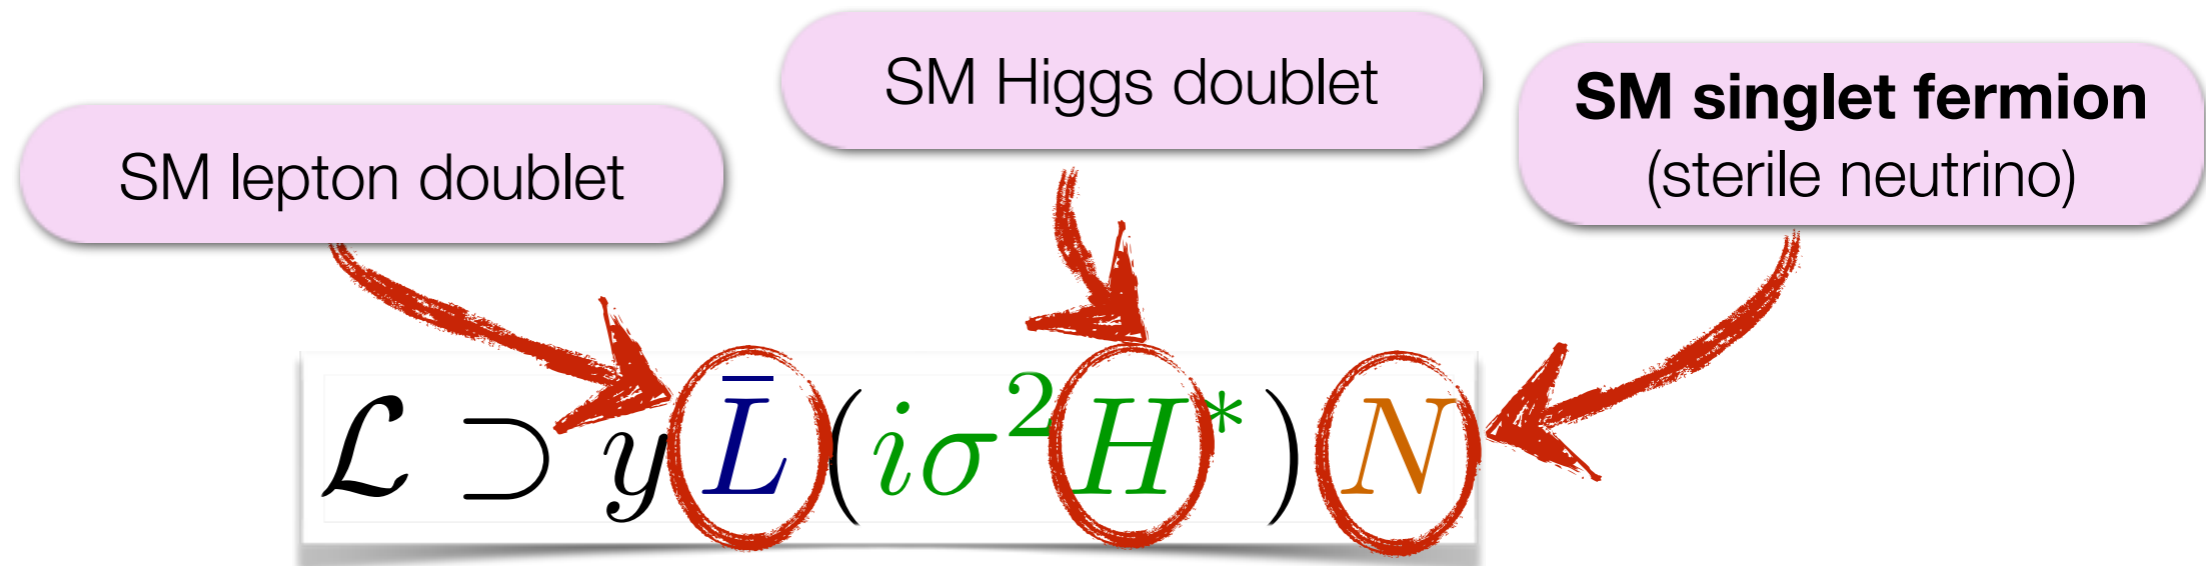 SM lepton doublet
SM Higgs doublet
SM singlet fermion
(sterile neutrino)
ℒ ⊃ y L̄ (iσ²H*) N